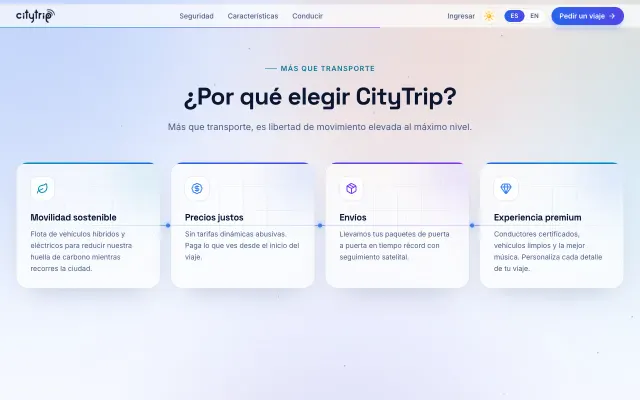 citytrip
Seguridad Características Conducir
Ingresar ES EN Pedir un viaje →
MÁS QUE TRANSPORTE
¿Por qué elegir CityTrip?
Más que transporte, es libertad de movimiento elevada al máximo nivel.
Movilidad sostenible
Flota de vehículos híbridos y
eléctricos para reducir nuestra
huella de carbono mientras
recorres la ciudad.
Precios justos
Sin tarifas dinámicas abusivas.
Paga lo que ves desde el inicio del
viaje.
Envíos
Llevamos tus paquetes de puerta
a puerta en tiempo récord con
seguimiento satelital.
Experiencia premium
Conductores certificados,
vehículos limpios y la mejor
música. Personaliza cada detalle
de tu viaje.